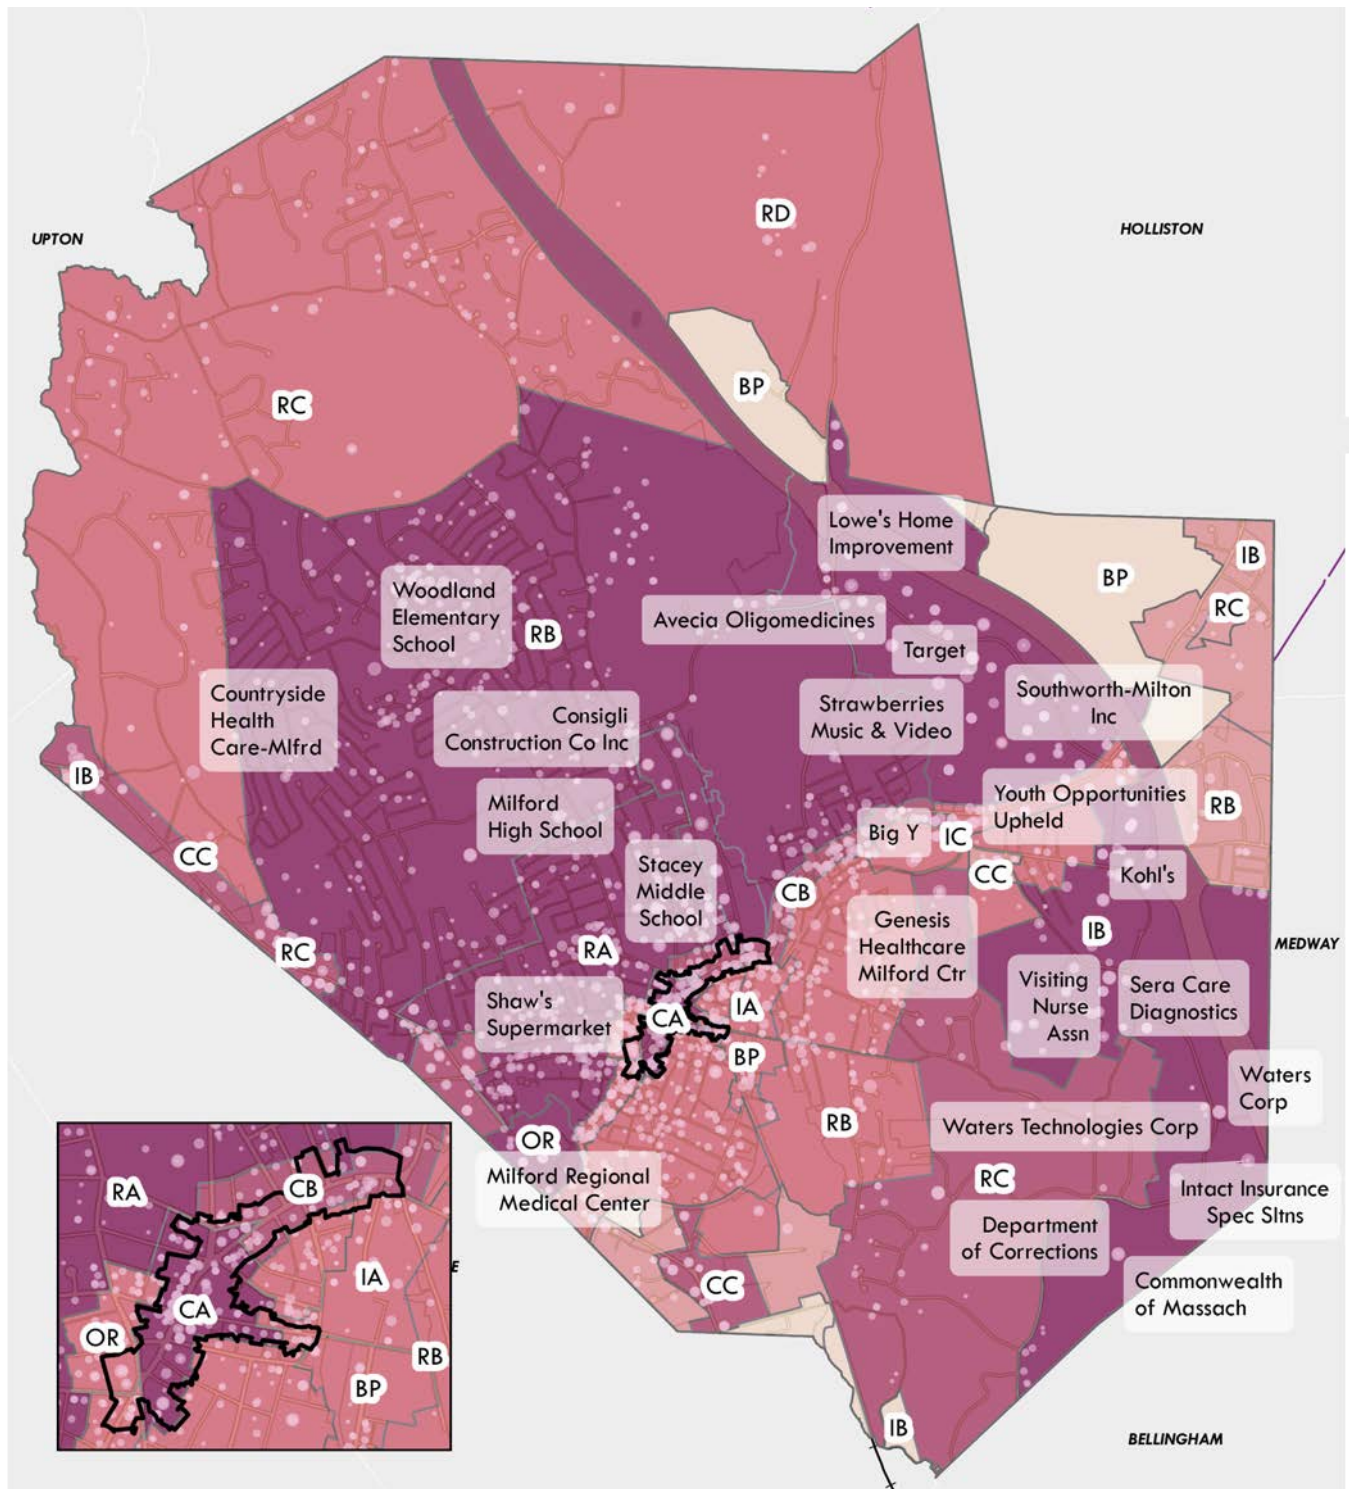 UPTON
RD
HOLLISTON
BP
RC
Lowe's Home
Improvement
IB
BP
RC
Woodland
Elementary
School
RB
Avecia Oligomedicines
Target
Countryside
Health
Care-Mlfrd
Consigli
Construction Co Inc
Strawberries
Music & Video
Southworth-Milton
Inc
IB
Milford
High School
Youth Opportunities
Upheld
RB
Big Y
IC
CC
Stacey
Middle
School
CC
Kohl's
CB
Genesis
Healthcare
Milford Ctr
IB
RC
RA
MEDWAY
Visiting
Nurse
Assn
Sera Care
Diagnostics
Shaw's
Supermarket
CA
IA
BP
Waters
Corp
RB
Waters Technologies Corp
OR
Milford Regional
Medical Center
RC
Intact Insurance
Spec Sltns
Department
of Corrections
CC
Commonwealth
of Massach
IB
BELLINGHAM
RA
CB
E
IA
CA
OR
RB
BP